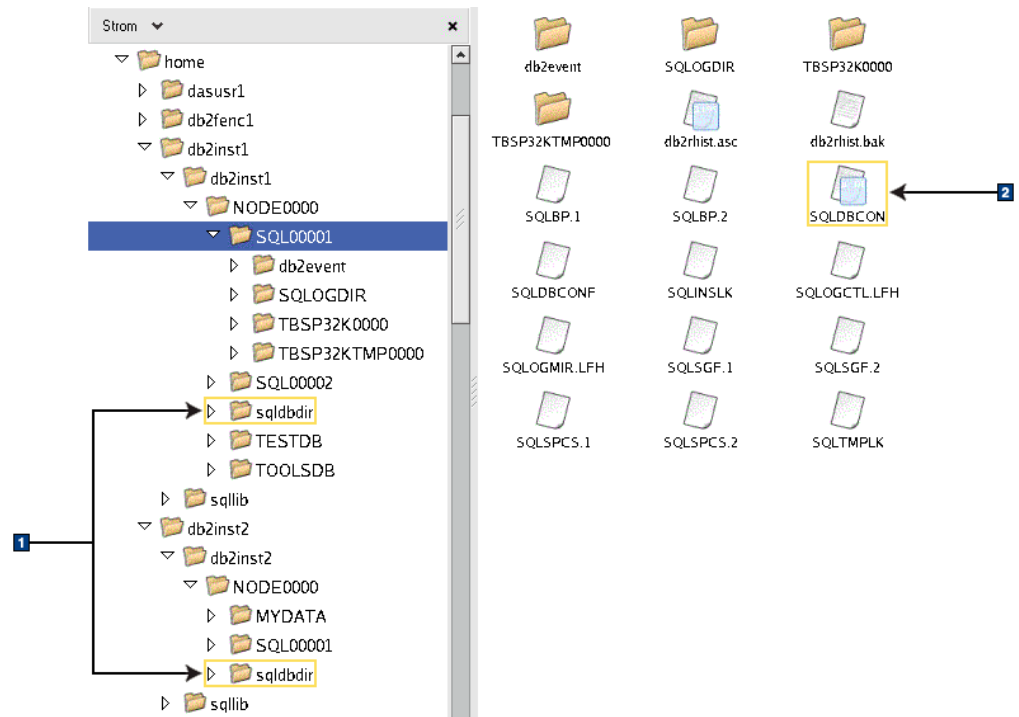 Strom
home
dasusr1
db2fenc1
db2inst1
db2inst1
NODE0000
SQL00001
db2event
SQLOGDIR
TBSP32K0000
TBSP32KTMP0000
SQL00002
sqldbdir
TESTDB
TOOLSDB
sqllib
db2inst2
db2inst2
NODE0000
MYDATA
SQL00001
sqldbdir
sqllib
1
db2event SQLOGDIR TBSP32K0000
TBSP32KTMP0000 db2rhist.asc db2rhist.bak
SQLBP.1 SQLBP.2 SQLDBCON
2
SQLDBCONF SQLINSLK SQLOGCTL.LFH
SQLOGMIR.LFH SQLSGF.1 SQLSGF.2
SQLSPCS.1 SQLSPCS.2 SQLTMPLK